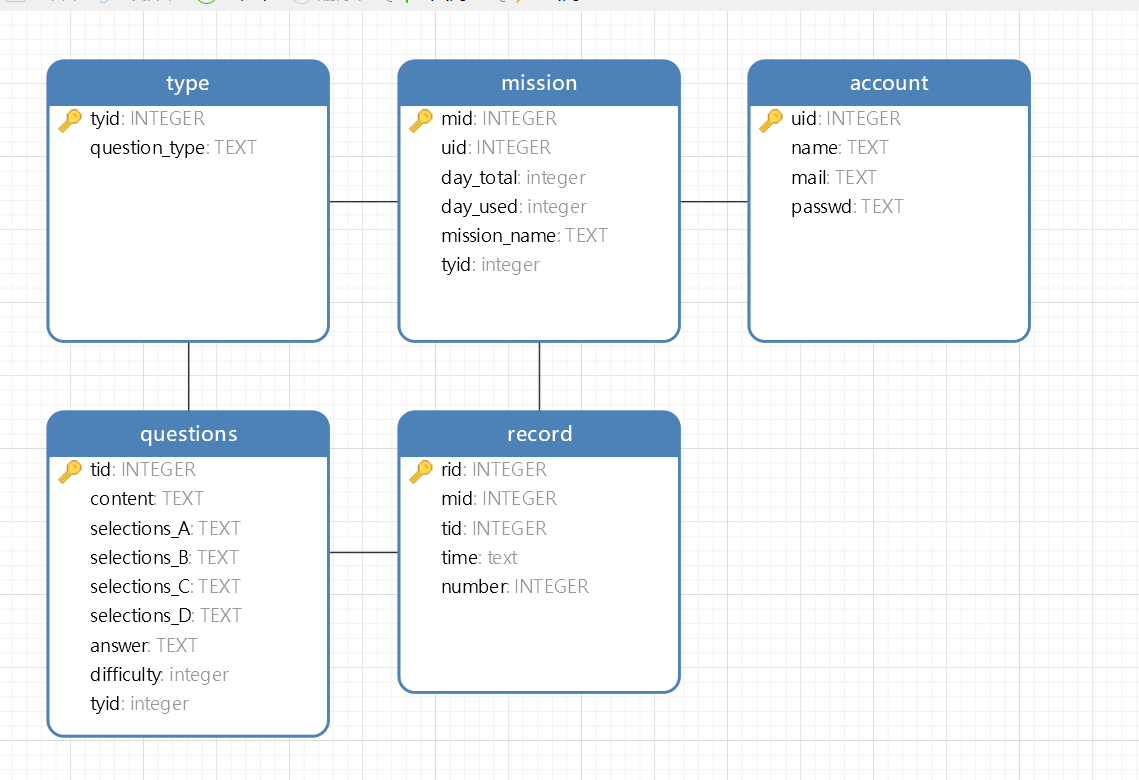 type
tyid: INTEGER
question_type: TEXT
mission
mid: INTEGER
uid: INTEGER
day_total: integer
day_used: integer
mission_name: TEXT
tyid: integer
account
uid: INTEGER
name: TEXT
mail: TEXT
passwd: TEXT
questions
tid: INTEGER
content: TEXT
selections_A: TEXT
selections_B: TEXT
selections_C: TEXT
selections_D: TEXT
answer: TEXT
difficulty: integer
tyid: integer
record
rid: INTEGER
mid: INTEGER
tid: INTEGER
time: text
number: INTEGER